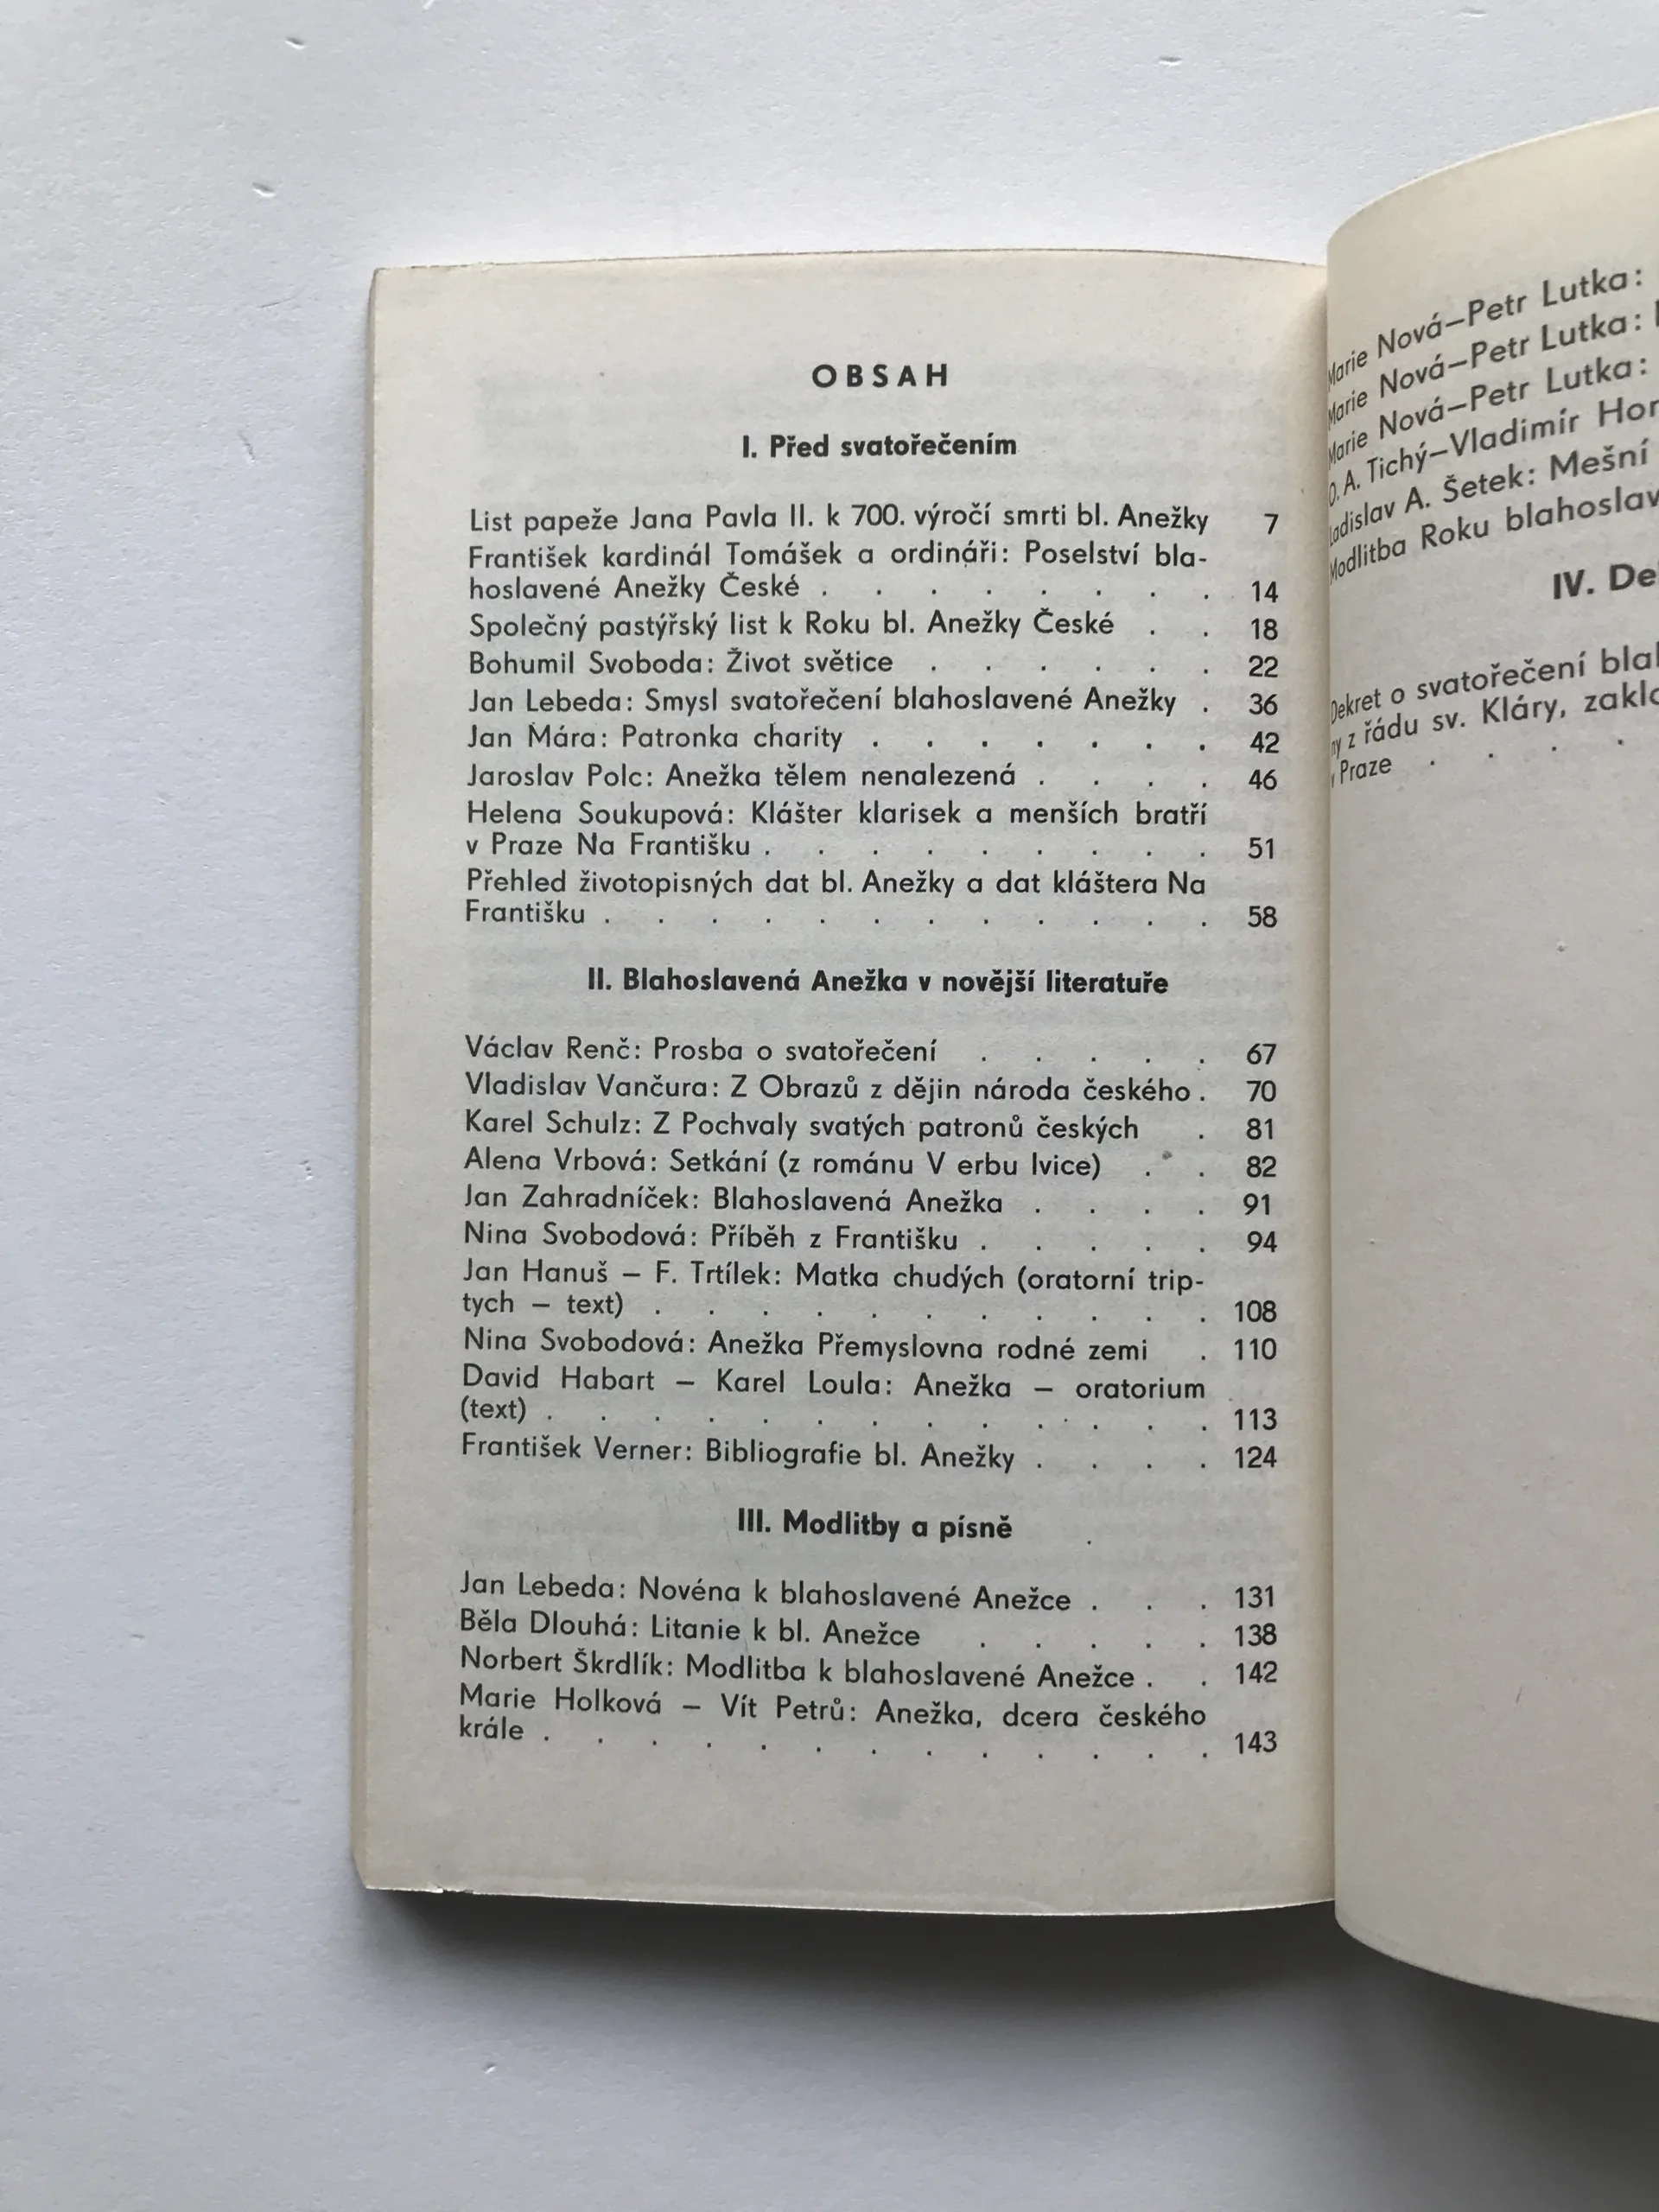 OBSAH
I. Před svatořečením
List papeže Jana Pavla II. k 700. výročí smrti bl. Anežky 7
František kardinál Tomášek a ordináři: Poselství bla-
hoslavené Anežky České . . . . . . . . 14
Společný pastýřský list k Roku bl. Anežky České . . 18
Bohumil Svoboda: Život světice . . . . . . 22
Jan Lebeda: Smysl svatořečení blahoslavené Anežky . 36
Jan Mára: Patronka charity . . . . . . . 42
Jaroslav Polc: Anežka tělem nenalezená . . . . 46
Helena Soukupová: Klášter klarisek a menších bratří
v Praze Na Františku . . . . . . . . . 51
Přehled životopisných dat bl. Anežky a dat kláštera Na
Františku . . . . . . . . . . . . 58
II. Blahoslavená Anežka v novější literatuře
Václav Renč: Prosba o svatořečení . . . . . 67
Vladislav Vančura: Z Obrazů z dějin národa českého . 70
Karel Schulz: Z Pochvaly svatých patronů českých . 81
Alena Vrbová: Setkání (z románu V erbu lvice) . . 82
Jan Zahradníček: Blahoslavená Anežka . . . . 91
Nina Svobodová: Příběh z Františku . . . . . 94
Jan Hanuš – F. Trtílek: Matka chudých (oratorní trip-
tych – text) . . . . . . . . . . . 108
Nina Svobodová: Anežka Přemyslovna rodné zemi . 110
David Habart – Karel Loula: Anežka – oratorium
(text) . . . . . . . . . . . . . 113
František Verner: Bibliografie bl. Anežky . . . . 124
III. Modlitby a písně
Jan Lebeda: Novéna k blahoslavené Anežce . . . 131
Běla Dlouhá: Litanie k bl. Anežce . . . . . 138
Norbert Škrdlík: Modlitba k blahoslavené Anežce . . 142
Marie Holková – Vít Petrů: Anežka, dcera českého
krále . . . . . . . . . . . . . 143
Marie Nová–Petr Lutka:
Marie Nová–Petr Lutka:
Marie Nová–Petr Lutka:
O. A. Tichý–Vladimír
Ladislav A. Šetek: Mešní
Modlitba Roku
IV.
Dekret o svatořečení
z řádu sv. Kláry,
Praze . . . .